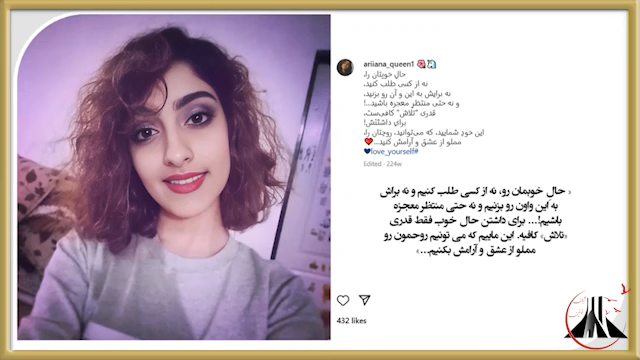 ariiana_queen1
حالِ خوبتان را،
نه از کسی طلب کنید،
نه برایش به این و آن رو بزنید،
و نه حتی منتظر معجزه باشید...!
قدری "تلاش" کافی‌ست،
برای داشتنش!
این خودِ شمایید، که می‌توانید، روحتان را،
مملو از عشق و آرامش کنید...❤️
💙love_yourself#
Edited · 224w
« حال خوبمان رو، نه از کسی طلب کنیم و نه براش
به این واون رو بزنیم و نه حتی منتظر معجزه
باشیم!... برای داشتن حال خوب فقط قدری
«تلاش» کافیه. این ماییم که می تونیم روحمون رو
مملو از عشق و آرامش بکنیم...»
432 likes